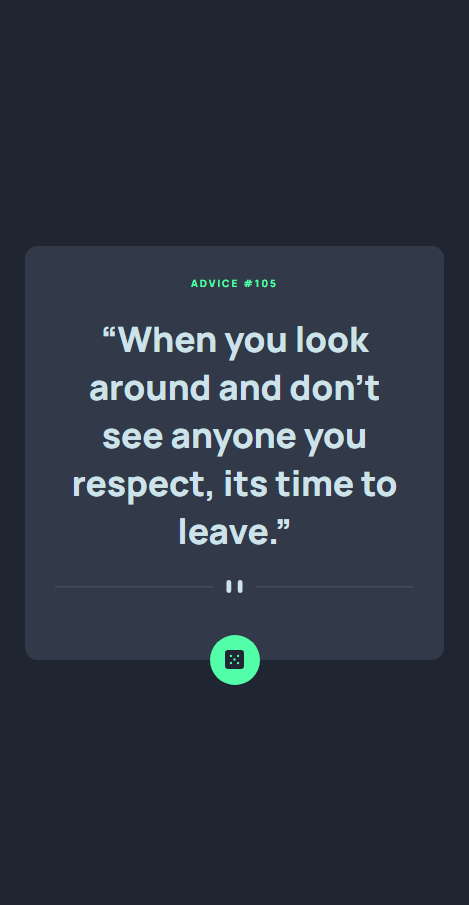 ADVICE #105
“When you look
around and don’t
see anyone you
respect, its time to
leave.”